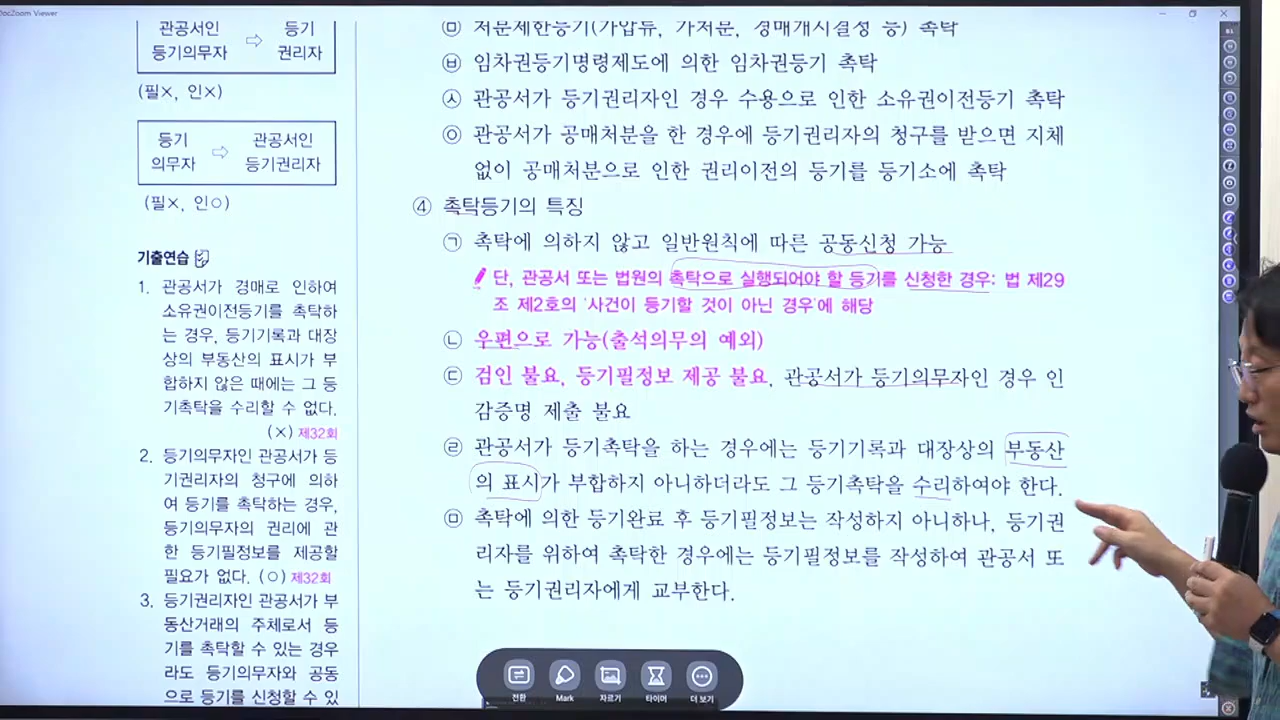 DocZoom Viewer
관공서인 등기
등기의무자 ⇨ 권리자
(필×, 인×)
등기 관공서인
의무자 ⇨ 등기권리자
(필×, 인○)
기출연습
1. 관공서가 경매로 인하여
소유권이전등기를 촉탁하
는 경우, 등기기록과 대장
상의 부동산의 표시가 부
합하지 않은 때에는 그 등
기촉탁을 수리할 수 없다.
(×) 제32회
2. 등기의무자인 관공서가 등
기권리자의 청구에 의하
여 등기를 촉탁하는 경우,
등기의무자의 권리에 관
한 등기필정보를 제공할
필요가 없다. (○) 제32회
3. 등기권리자인 관공서가 부
동산거래의 주체로서 등
기를 촉탁할 수 있는 경우
라도 등기의무자와 공동
으로 등기를 신청할 수 있
㉤ 처분제한등기(가압류, 가처분, 경매개시결정 등) 촉탁
㉥ 임차권등기명령제도에 의한 임차권등기 촉탁
㉦ 관공서가 등기권리자인 경우 수용으로 인한 소유권이전등기 촉탁
㉧ 관공서가 공매처분을 한 경우에 등기권리자의 청구를 받으면 지체
없이 공매처분으로 인한 권리이전의 등기를 등기소에 촉탁
④ 촉탁등기의 특징
㉠ 촉탁에 의하지 않고 일반원칙에 따른 공동신청 가능
단, 관공서 또는 법원의 촉탁으로 실행되어야 할 등기를 신청한 경우: 법 제29
조 제2호의 '사건이 등기할 것이 아닌 경우'에 해당
㉡ 우편으로 가능(출석의무의 예외)
㉢ 검인 불요, 등기필정보 제공 불요, 관공서가 등기의무자인 경우 인
감증명 제출 불요
㉣ 관공서가 등기촉탁을 하는 경우에는 등기기록과 대장상의 부동산
의 표시가 부합하지 아니하더라도 그 등기촉탁을 수리하여야 한다.
㉤ 촉탁에 의한 등기완료 후 등기필정보는 작성하지 아니하나, 등기권
리자를 위하여 촉탁한 경우에는 등기필정보를 작성하여 관공서 또
는 등기권리자에게 교부한다.
전환 Mark 자르기 타이머 더 보기